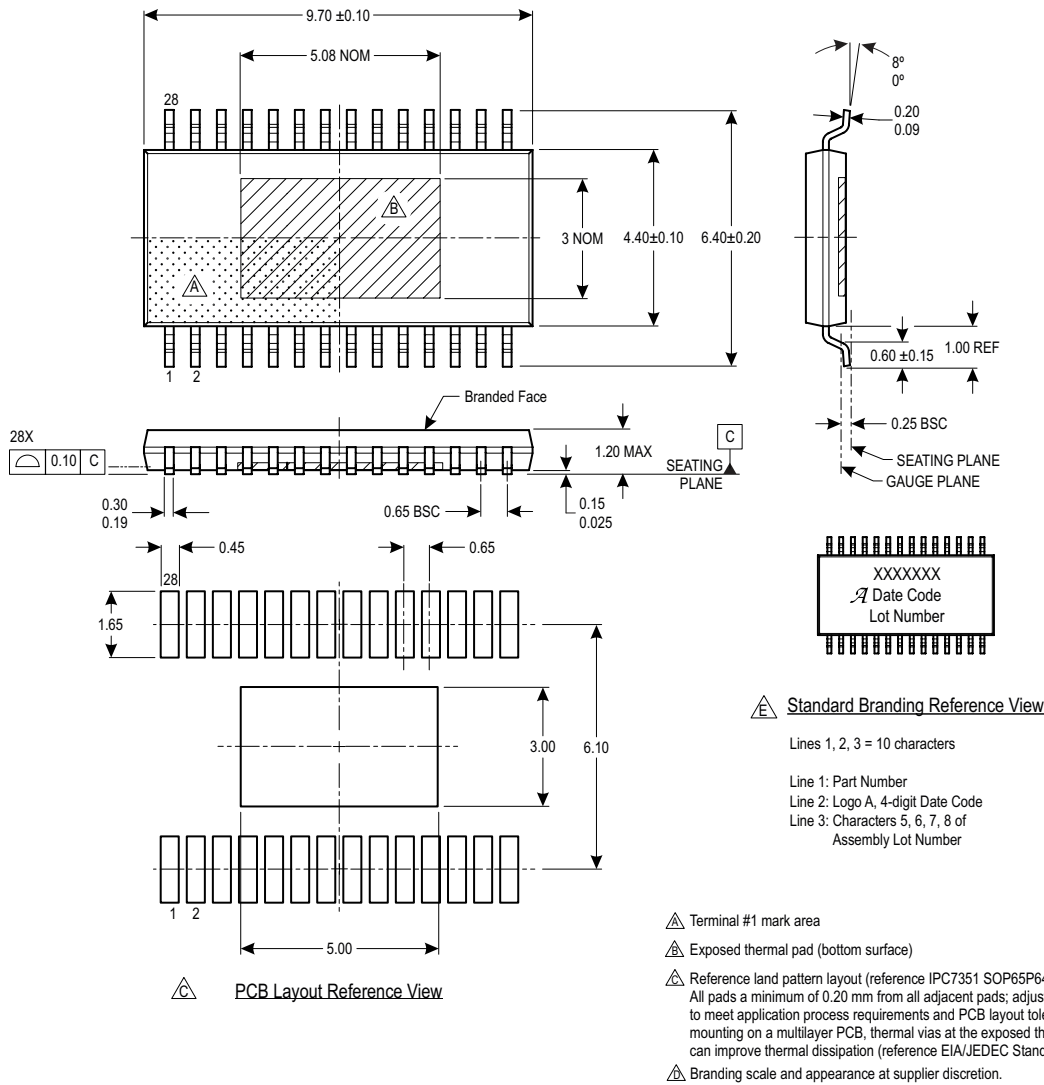 9.70 ±0.10
5.08 NOM
28
8º
0º
0.20
0.09
B
3 NOM
4.40±0.10
6.40±0.20
A
1 2
0.60 ±0.15
1.00 REF
Branded Face
0.25 BSC
28X
0.10 C
1.20 MAX
C
SEATING
PLANE
SEATING PLANE
GAUGE PLANE
0.30
0.19
0.65 BSC
0.15
0.025
0.45
0.65
28
1.65
XXXXXXX
A Date Code
Lot Number
E Standard Branding Reference View
3.00
6.10
Lines 1, 2, 3 = 10 characters
Line 1: Part Number
Line 2: Logo A, 4-digit Date Code
Line 3: Characters 5, 6, 7, 8 of
Assembly Lot Number
1 2
5.00
C PCB Layout Reference View
A Terminal #1 mark area
B Exposed thermal pad (bottom surface)
C Reference land pattern layout (reference IPC7351 SOP65P64
All pads a minimum of 0.20 mm from all adjacent pads; adjus
to meet application process requirements and PCB layout tole
mounting on a multilayer PCB, thermal vias at the exposed th
can improve thermal dissipation (reference EIA/JEDEC Stand
D Branding scale and appearance at supplier discretion.